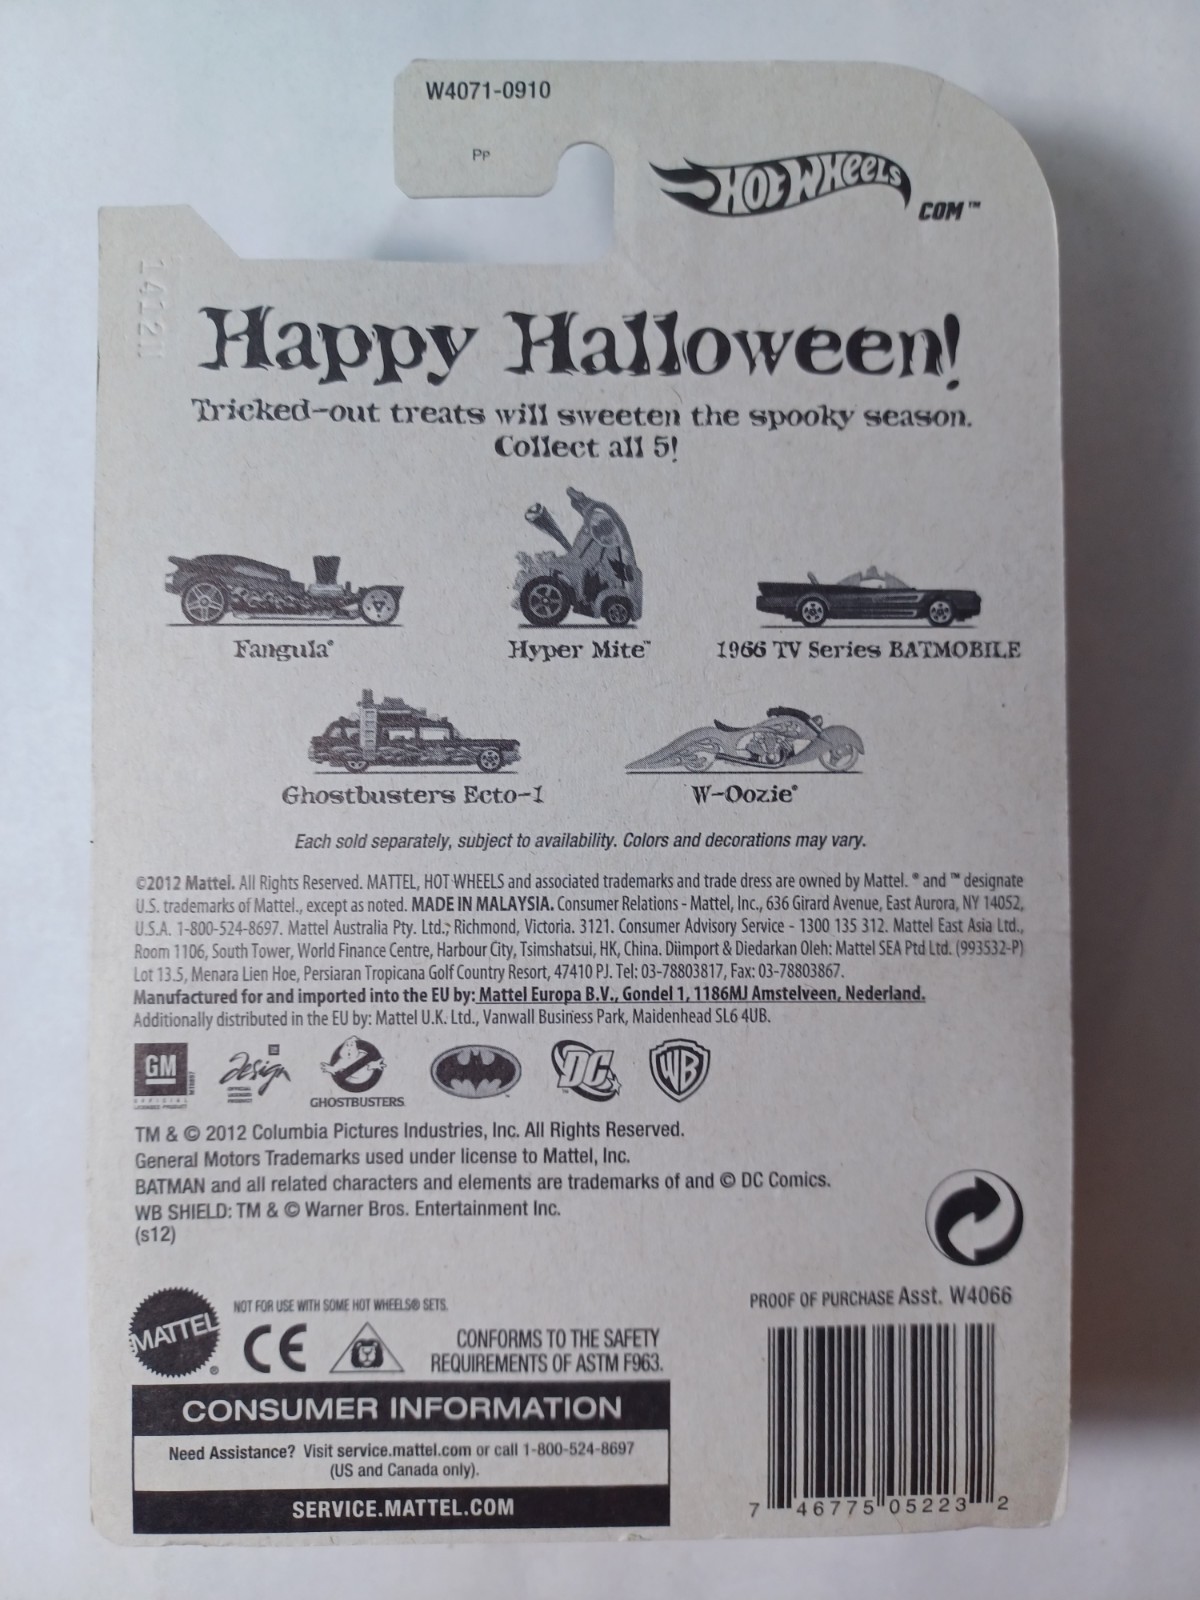 W4071-0910
Pp
HOT WHEELS
COM™
Happy Halloween!
Tricked-out treats will sweeten the spooky season.
Collect all 5!
Fangula®
Hyper Mite™
1966 TV Series BATMOBILE
Ghostbusters Ecto-1
W-Oozie®
Each sold separately, subject to availability. Colors and decorations may vary.
©2012 Mattel. All Rights Reserved. MATTEL, HOT WHEELS and associated trademarks and trade dress are owned by Mattel. ® and ™ designate
U.S. trademarks of Mattel., except as noted. MADE IN MALAYSIA. Consumer Relations - Mattel, Inc., 636 Girard Avenue, East Aurora, NY 14052,
U.S.A. 1-800-524-8697. Mattel Australia Pty. Ltd.; Richmond, Victoria. 3121. Consumer Advisory Service - 1300 135 312. Mattel East Asia Ltd.,
Room 1106, South Tower, World Finance Centre, Harbour City, Tsimshatsui, HK, China. Diimport & Diedarkan Oleh: Mattel SEA Ptd Ltd. (993532-P)
Lot 13.5, Menara Lien Hoe, Persiaran Tropicana Golf Country Resort, 47410 PJ. Tel: 03-78803817, Fax: 03-78803867.
Manufactured for and imported into the EU by: Mattel Europa B.V., Gondel 1, 1186MJ Amstelveen, Nederland.
Additionally distributed in the EU by: Mattel U.K. Ltd., Vanwall Business Park, Maidenhead SL6 4UB.
GM
OFFICIAL
LICENSED PRODUCT
GM
Design
OFFICIAL
LICENSED
PRODUCT
GHOSTBUSTERS
DC
WB
TM & © 2012 Columbia Pictures Industries, Inc. All Rights Reserved.
General Motors Trademarks used under license to Mattel, Inc.
BATMAN and all related characters and elements are trademarks of and © DC Comics.
WB SHIELD: TM & © Warner Bros. Entertainment Inc.
(s12)
MATTEL®
NOT FOR USE WITH SOME HOT WHEELS® SETS.
CE
CONFORMS TO THE SAFETY
REQUIREMENTS OF ASTM F963.
CONSUMER INFORMATION
Need Assistance? Visit service.mattel.com or call 1-800-524-8697
(US and Canada only).
SERVICE.MATTEL.COM
PROOF OF PURCHASE Asst. W4066
7 46775 05223 2